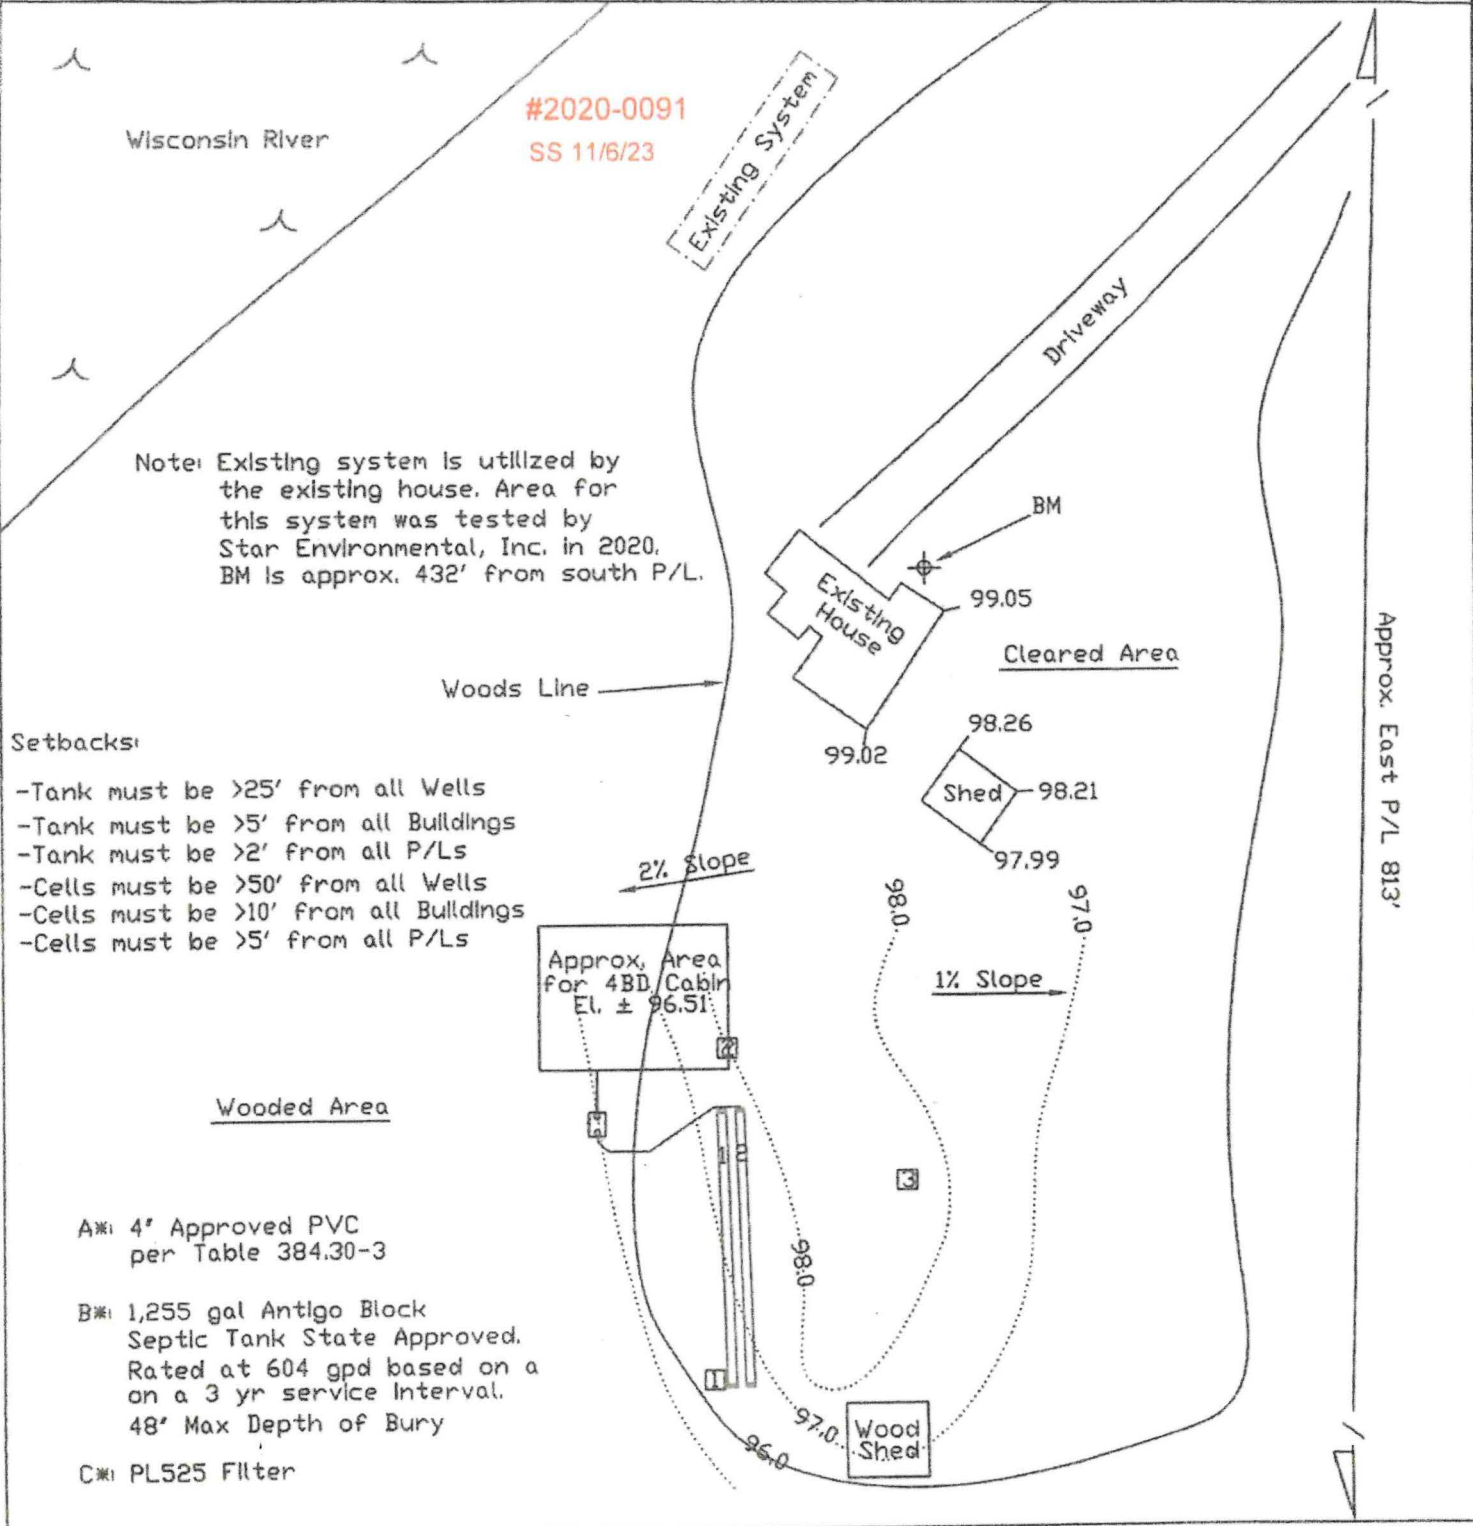 #2020-0091
SS 11/6/23
Wisconsin River
Existing System
Driveway
Note: Existing system is utilized by
the existing house. Area for
this system was tested by
Star Environmental, Inc. in 2020.
BM is approx. 432' from south P/L.
BM
Existing
House
99.05
Cleared Area
Approx. East P/L 813'
Woods Line
99.02
98.26
Shed
98.21
97.99
Setbacks:
-Tank must be >25' from all Wells
-Tank must be >5' from all Buildings
-Tank must be >2' from all P/Ls
-Cells must be >50' from all Wells
-Cells must be >10' from all Buildings
-Cells must be >5' from all P/Ls
2% Slope
98.0
97.0
1% Slope
Approx. Area
for 4BD Cabin
El. ± 96.51
2
Wooded Area
1
2
3
98.0
A*: 4" Approved PVC
per Table 384.30-3
B*: 1,255 gal Antigo Block
Septic Tank State Approved.
Rated at 604 gpd based on a
on a 3 yr service interval.
48" Max Depth of Bury
C*: PL525 Filter
1
97.0
96.0
Wood
Shed